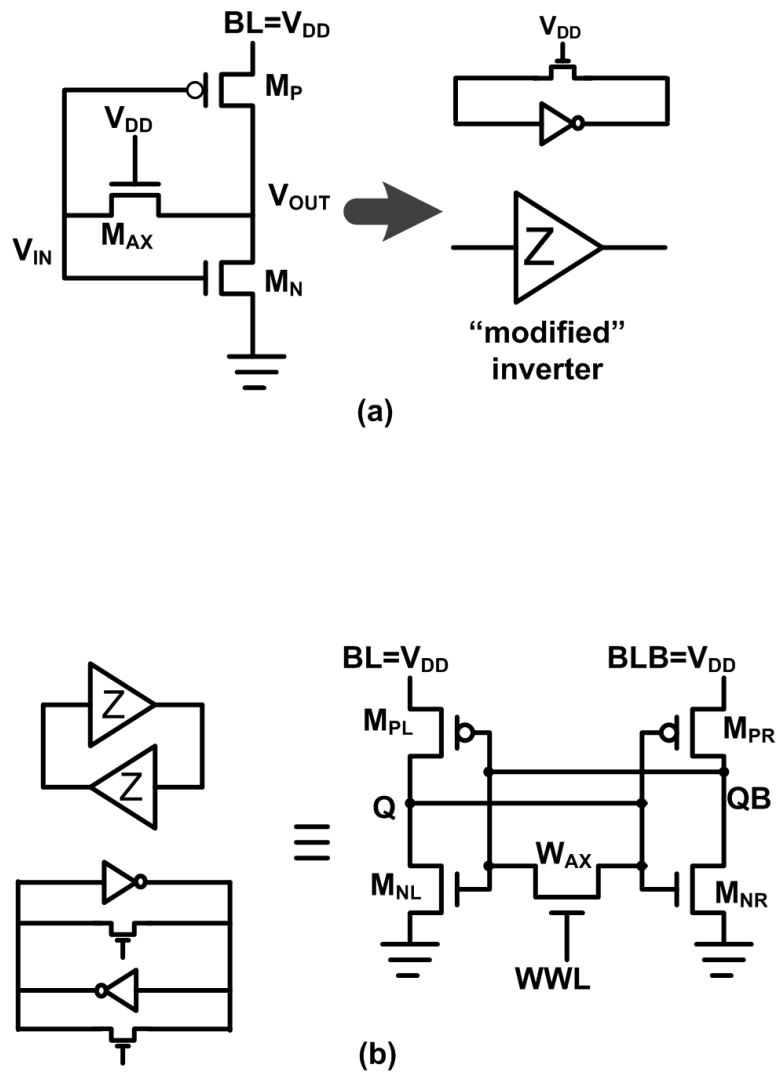 BL=VDD
MP
VDD
MAX
VOUT
VIN
MN
VDD
Z
"modified"
inverter
(a)
Z
Z
BL=VDD
BLB=VDD
MPL
MPR
Q
QB
WAX
MNL
MNR
WWL
(b)